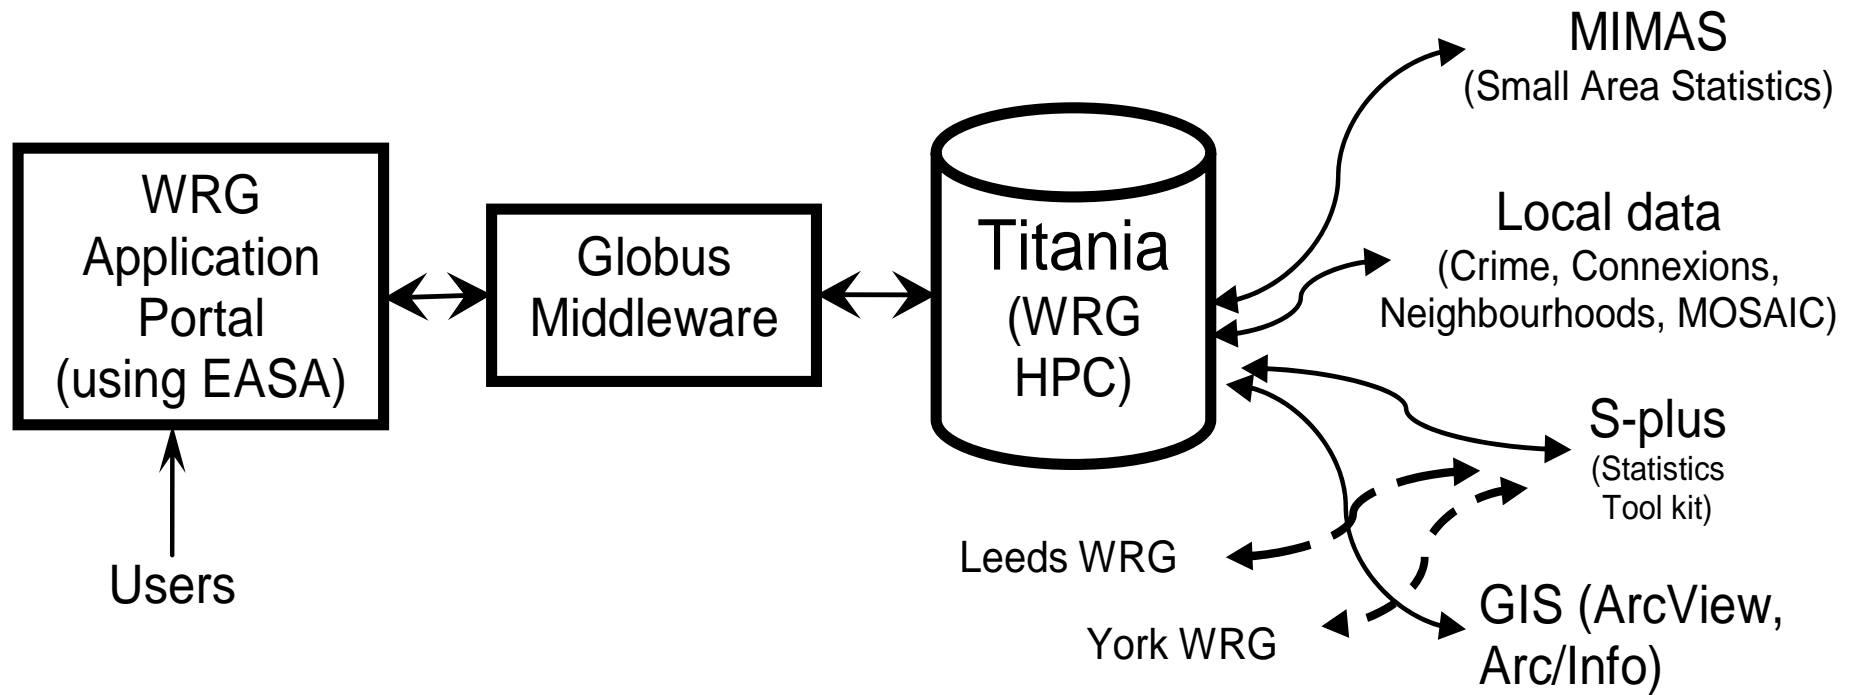 WRG
Application
Portal
(using EASA)
Users
Globus
Middleware
Titania
(WRG
HPC)
MIMAS
(Small Area Statistics)
Local data
(Crime, Connexions,
Neighbourhoods, MOSAIC)
S-plus
(Statistics
Tool kit)
Leeds WRG
York WRG
GIS (ArcView,
Arc/Info)